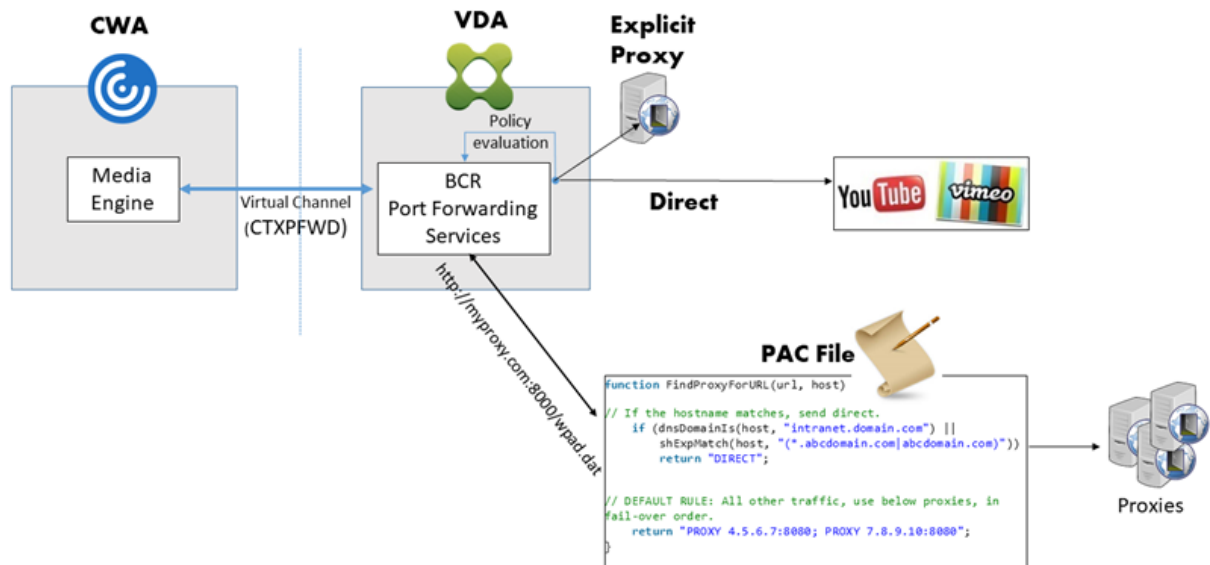 CWA
VDA
Explicit
Proxy
Policy
evaluation
Media
Engine
Virtual Channel
(CTXPFWD)
BCR
Port Forwarding
Services
Direct
YouTube
vimeo
http://myproxy.com:8000/wpad.dat
PAC File
function FindProxyForURL(url, host)
// If the hostname matches, send direct.
if (dnsDomainIs(host, "intranet.domain.com") ||
shExpMatch(host, "(*.abcdomain.com|abcdomain.com)"))
return "DIRECT";
// DEFAULT RULE: All other traffic, use below proxies, in
fail-over order.
return "PROXY 4.5.6.7:8080; PROXY 7.8.9.10:8080";
}
Proxies